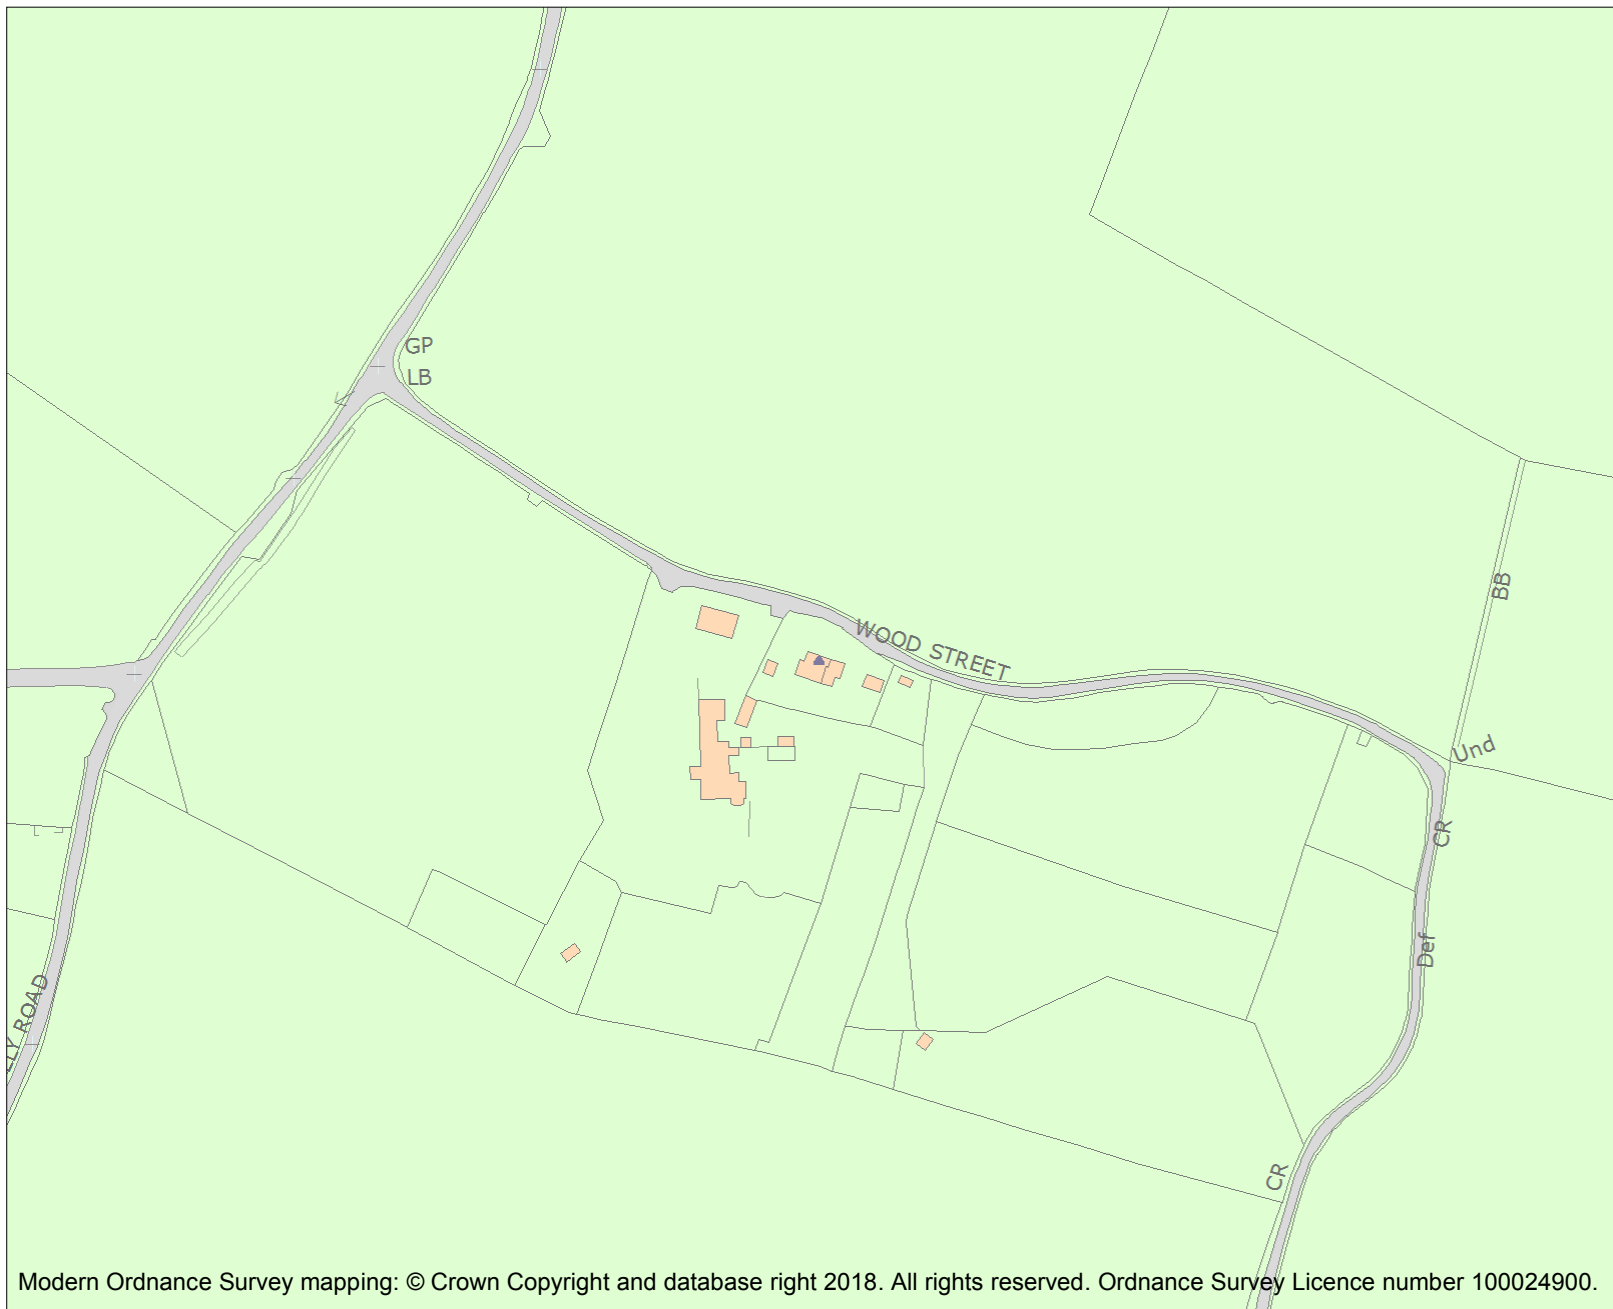 GP
LB
BB
WOOD STREET
Und
CR
Def
ROAD
CR
Modern Ordnance Survey mapping: © Crown Copyright and database right 2018. All rights reserved. Ordnance Survey Licence number 100024900.